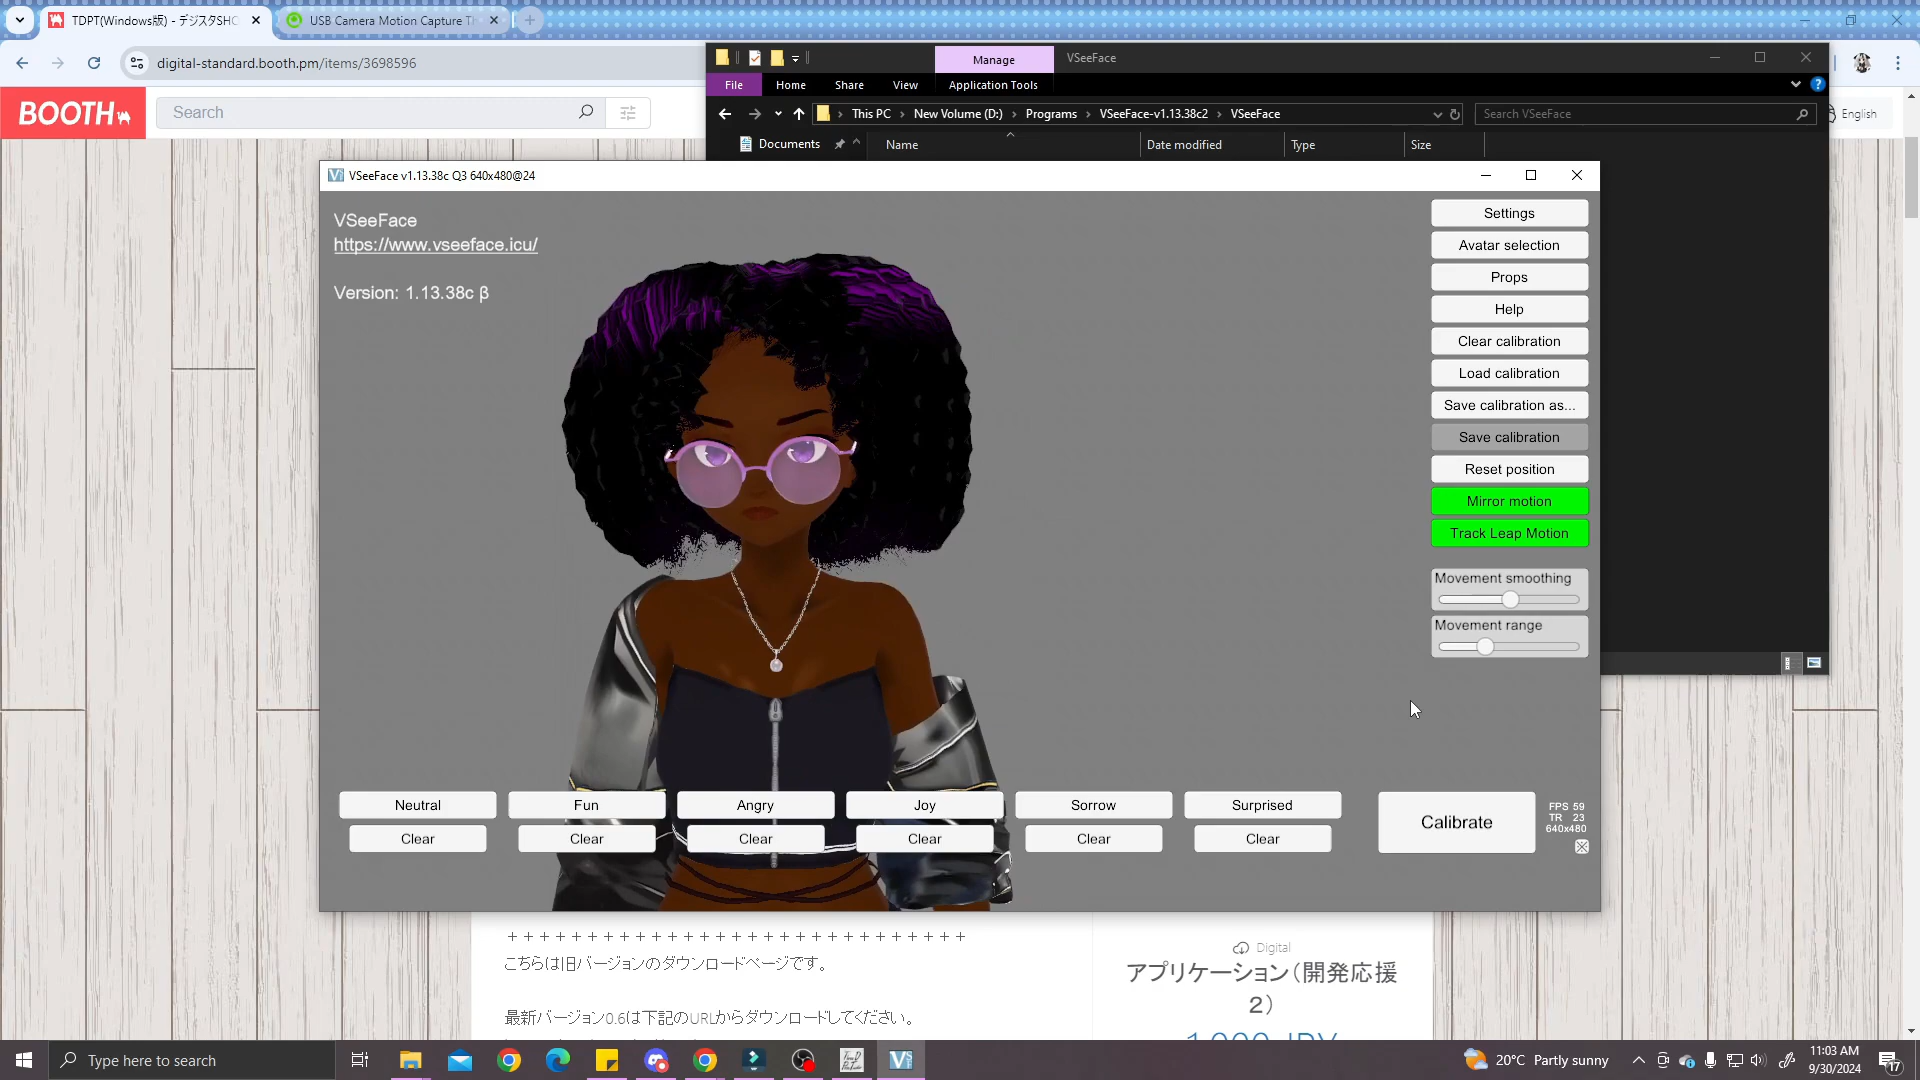 TDPT(Windows版) - デジスタSHO
USB Camera Motion Capture T
digital-standard.booth.pm/items/3698596
BOOTH
Search
English
Manage
VSeeFace
File
Home
Share
View
Application Tools
This PC
New Volume (D:)
Programs
VSeeFace-v1.13.38c2
VSeeFace
Search VSeeFace
Documents
Name
Date modified
Type
Size
VSeeFace v1.13.38c Q3 640x480@24
VSeeFace
https://www.vseeface.icu/
Version: 1.13.38c β
Settings
Avatar selection
Props
Help
Clear calibration
Load calibration
Save calibration as...
Save calibration
Reset position
Mirror motion
Track Leap Motion
Movement smoothing
Movement range
Neutral
Fun
Angry
Joy
Sorrow
Surprised
Clear
Clear
Clear
Clear
Clear
Clear
Calibrate
FPS 59
TR 23
640x480
++++++++++++++++++++++++++++++
こちらは旧バージョンのダウンロードページです。
最新バージョン0.6は下記のURLからダウンロードしてください。
Digital
アプリケーション（開発応援
2）
1,000 JPY
Type here to search
20°C Partly sunny
11:03 AM
9/30/2024
17